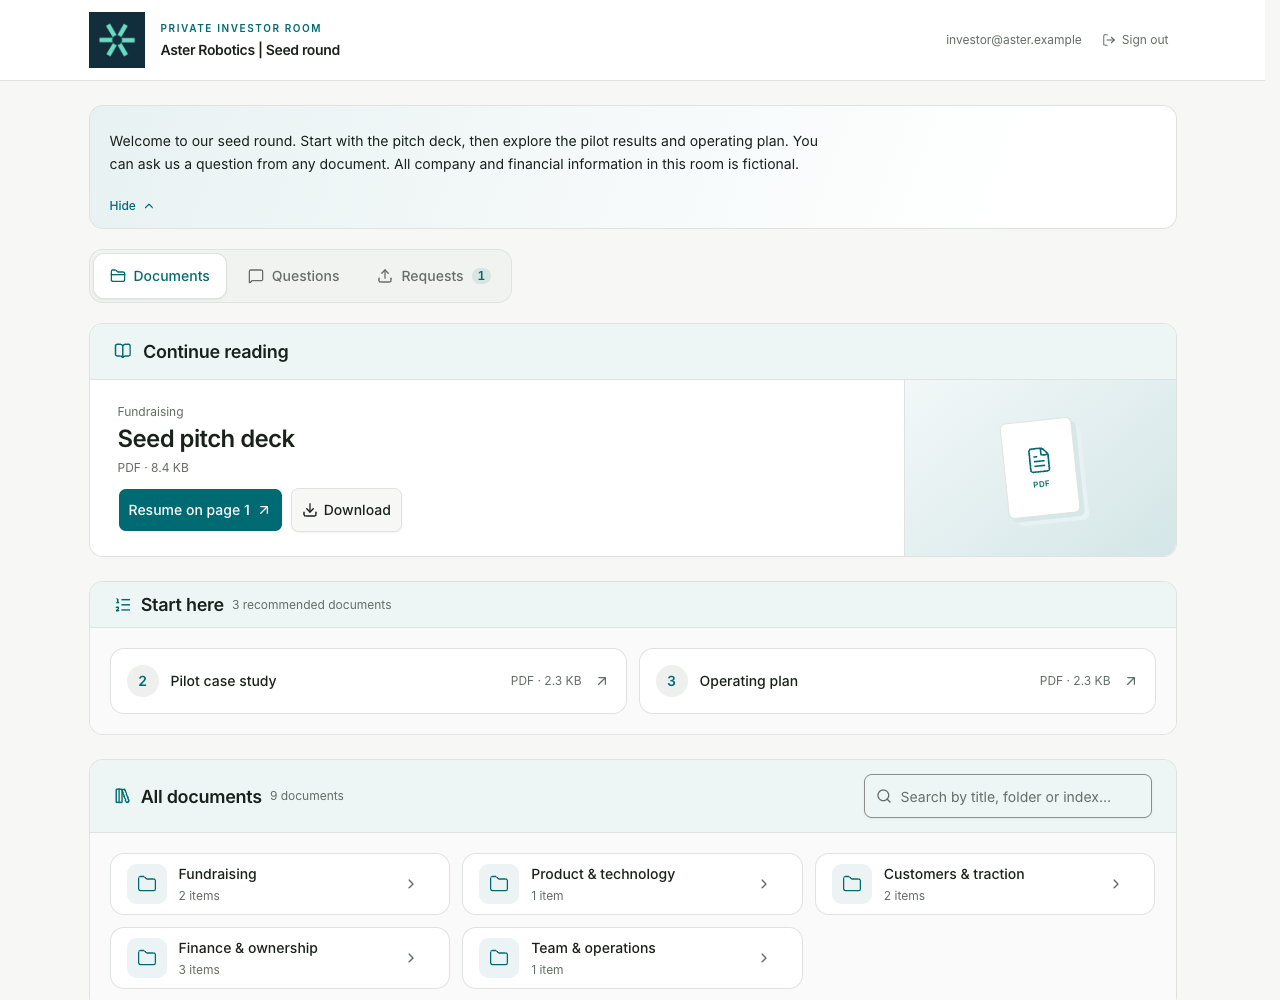 PRIVATE INVESTOR ROOM
Aster Robotics | Seed round
investor@aster.example
Sign out
Welcome to our seed round. Start with the pitch deck, then explore the pilot results and operating plan. You
can ask us a question from any document. All company and financial information in this room is fictional.
Hide
Documents
Questions
Requests 1
Continue reading
Fundraising
Seed pitch deck
PDF · 8.4 KB
Resume on page 1
Download
PDF
Start here 3 recommended documents
2 Pilot case study PDF · 2.3 KB
3 Operating plan PDF · 2.3 KB
All documents 9 documents
Search by title, folder or index...
Fundraising
2 items
Product & technology
1 item
Customers & traction
2 items
Finance & ownership
3 items
Team & operations
1 item